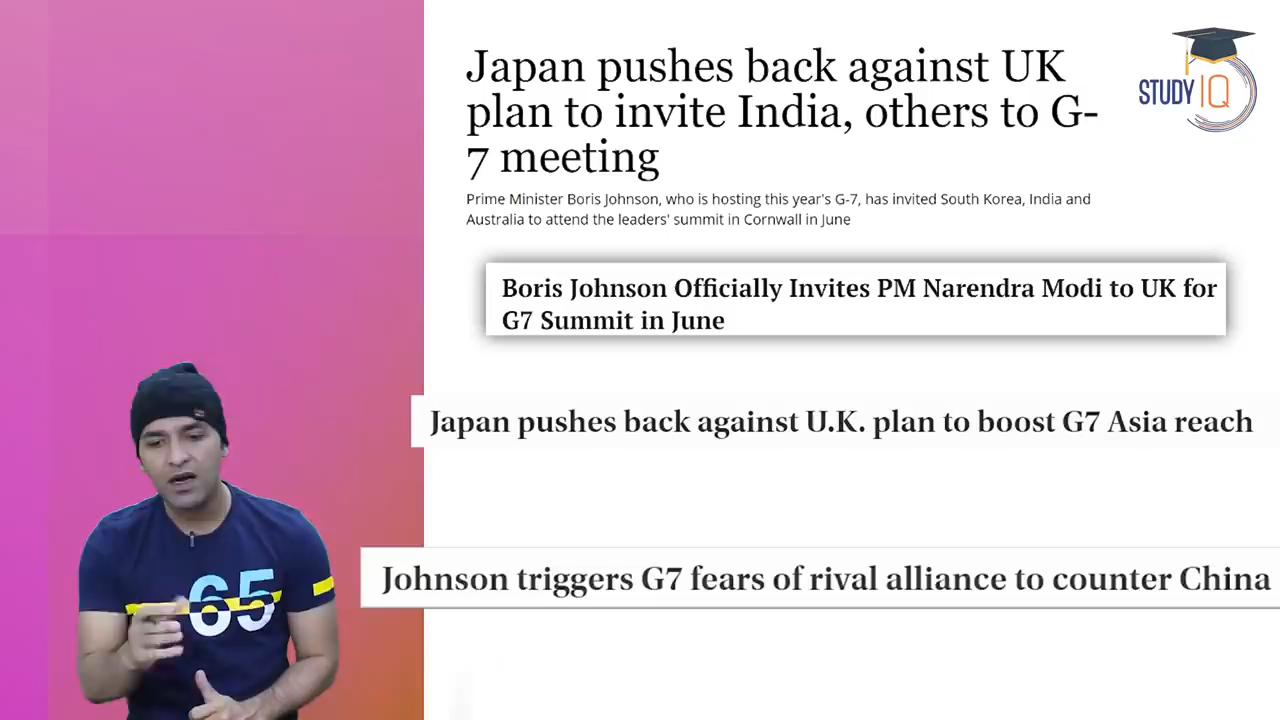 Japan pushes back against UK
plan to invite India, others to G-
7 meeting
STUDY IQ
Prime Minister Boris Johnson, who is hosting this year's G-7, has invited South Korea, India and
Australia to attend the leaders' summit in Cornwall in June
Boris Johnson Officially Invites PM Narendra Modi to UK for
G7 Summit in June
Japan pushes back against U.K. plan to boost G7 Asia reach
Johnson triggers G7 fears of rival alliance to counter China
65